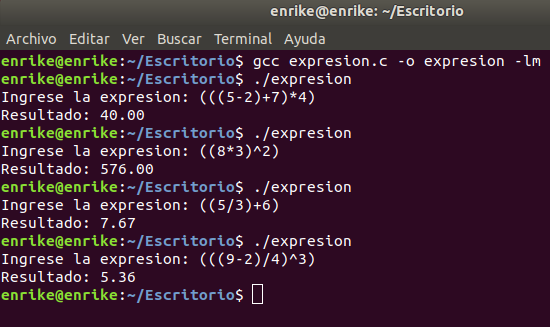 enrike@enrike: ~/Escritorio
Archivo Editar Ver Buscar Terminal Ayuda
enrike@enrike:~/Escritorio$ gcc expresion.c -o expresion -lm
enrike@enrike:~/Escritorio$ ./expresion
Ingrese la expresion: (((5-2)+7)*4)
Resultado: 40.00
enrike@enrike:~/Escritorio$ ./expresion
Ingrese la expresion: ((8*3)^2)
Resultado: 576.00
enrike@enrike:~/Escritorio$ ./expresion
Ingrese la expresion: ((5/3)+6)
Resultado: 7.67
enrike@enrike:~/Escritorio$ ./expresion
Ingrese la expresion: (((9-2)/4)^3)
Resultado: 5.36
enrike@enrike:~/Escritorio$